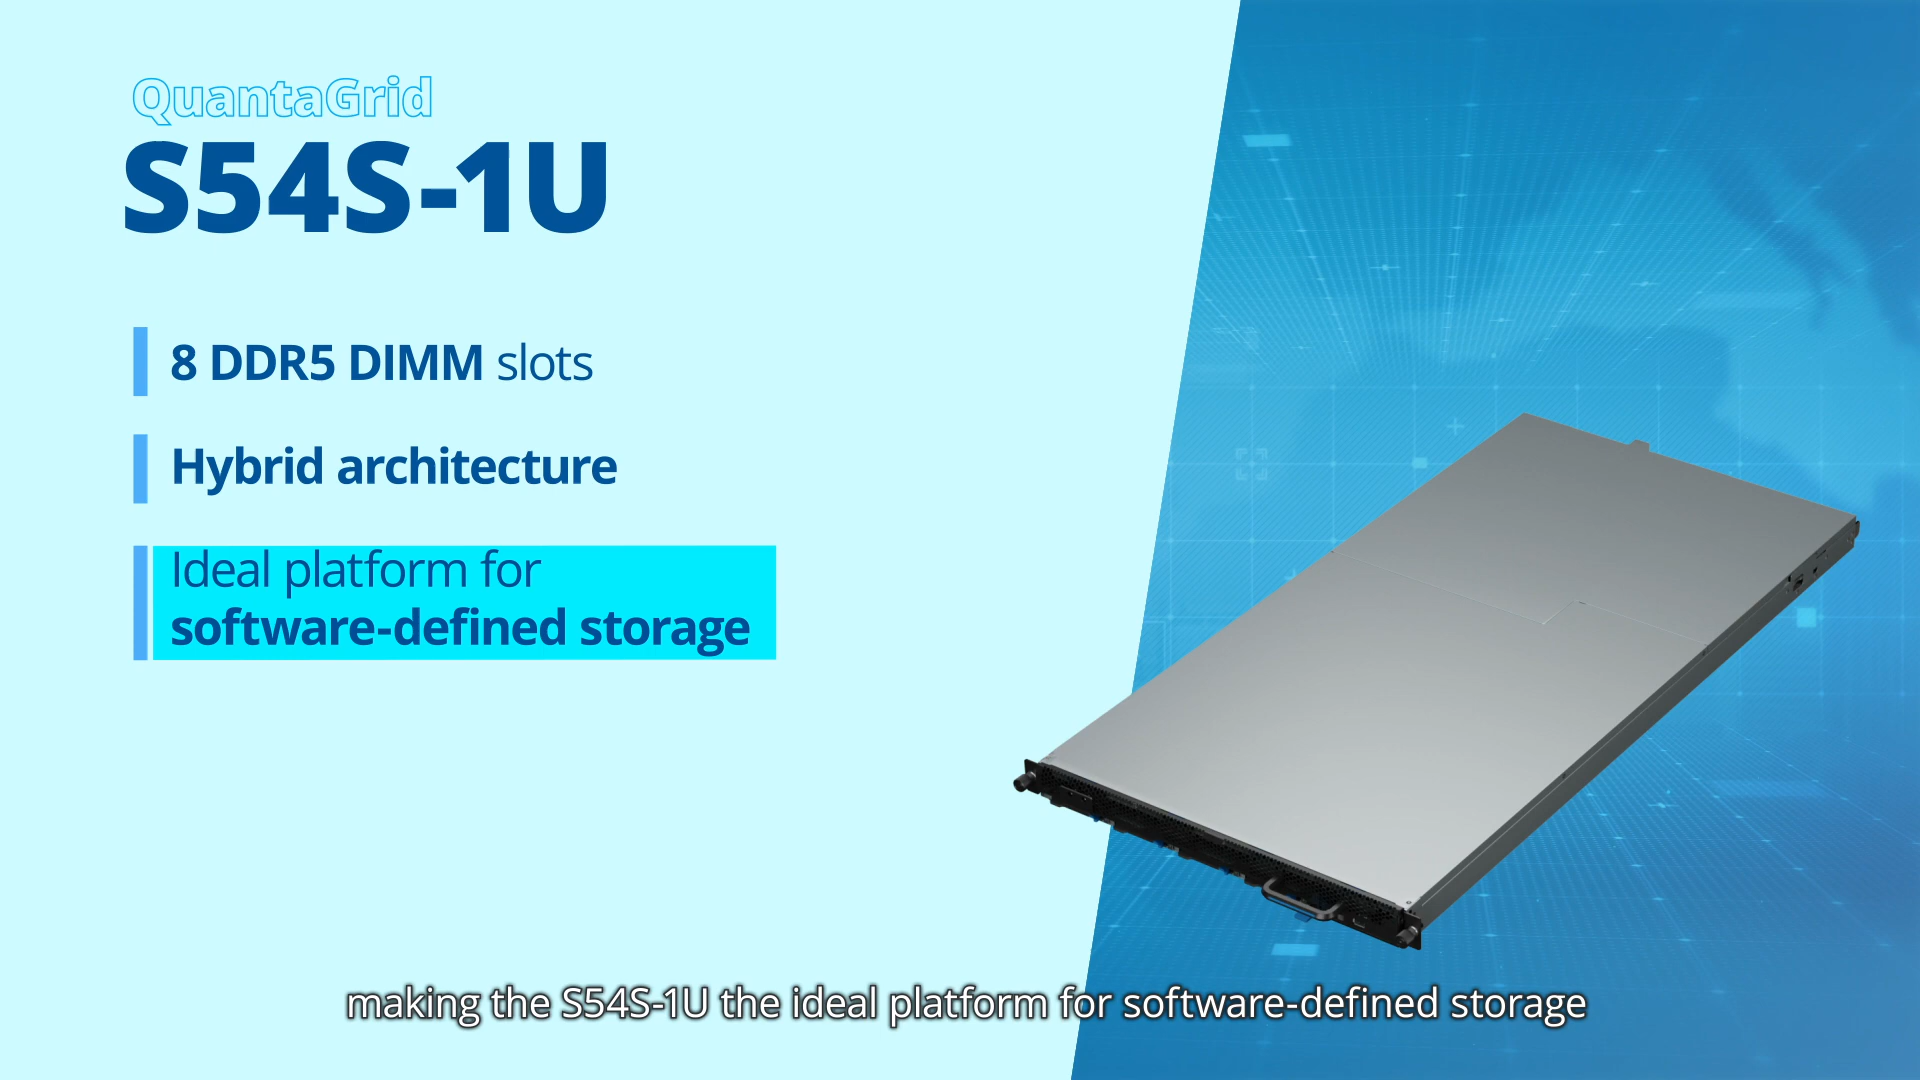 QuantaGrid
S54S-1U
8 DDR5 DIMM slots
Hybrid architecture
Ideal platform for
software-defined storage
making the S54S-1U the ideal platform for software-defined storage